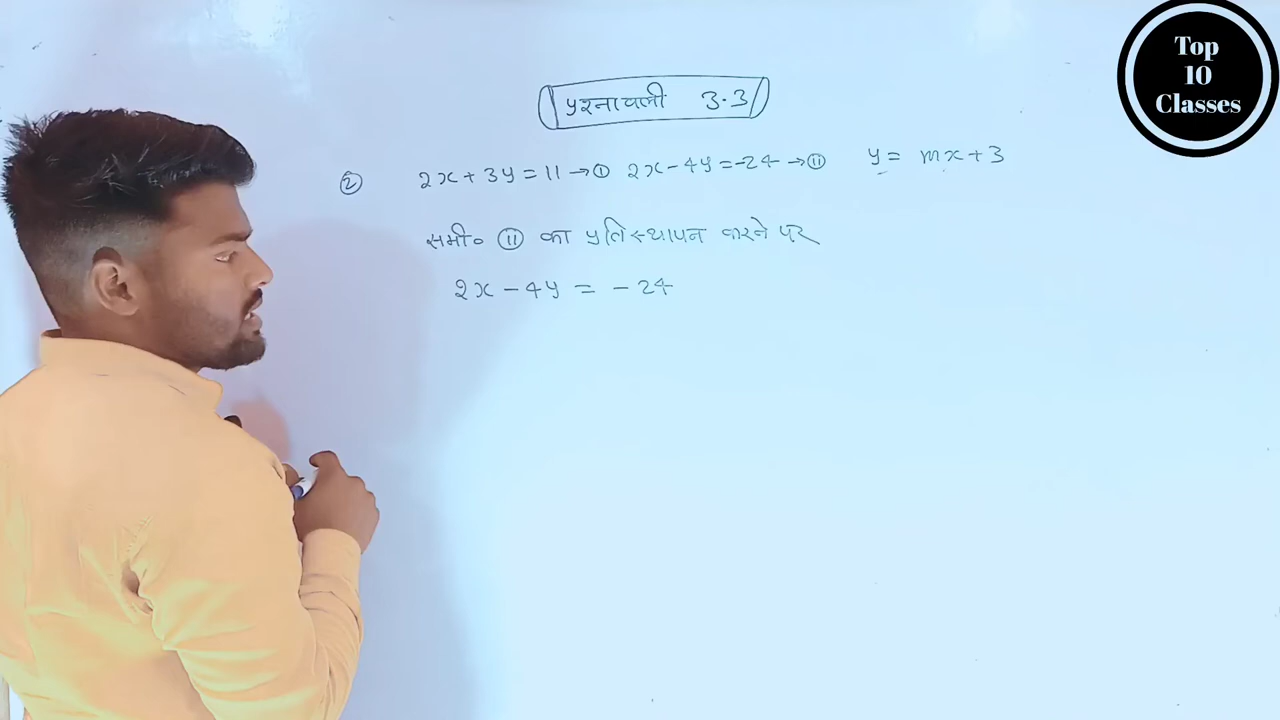 Top
10
Classes
प्रश्नावली 3.3
② 2x + 3y = 11 → ① 2x - 4y = -24 → ⑪ y = mx + 3
समी० ⑪ का प्रतिस्थापन करने पर
2x - 4y = - 24